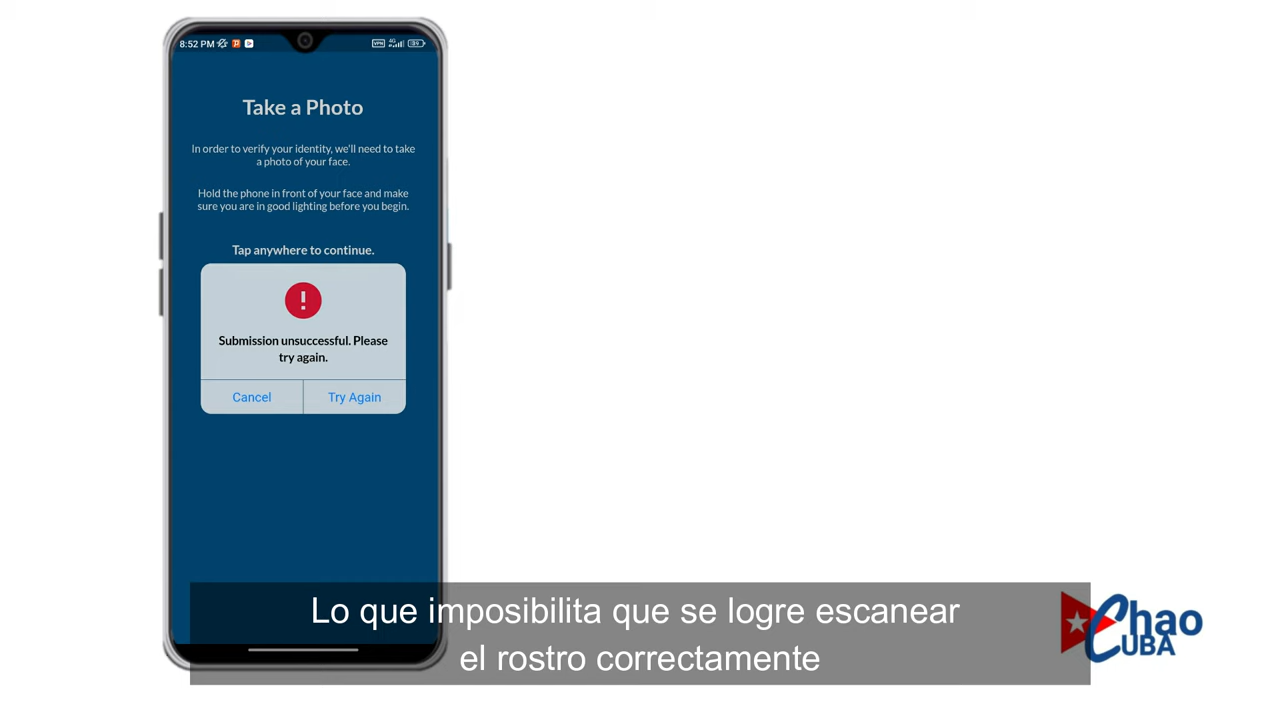 8:52 PM
VPN 4G
Take a Photo
In order to verify your identity, we'll need to take
a photo of your face.
Hold the phone in front of your face and make
sure you are in good lighting before you begin.
Tap anywhere to continue.
!
Submission unsuccessful. Please
try again.
Cancel
Try Again
Lo que imposibilita que se logre escanear
el rostro correctamente
Chao
CUBA